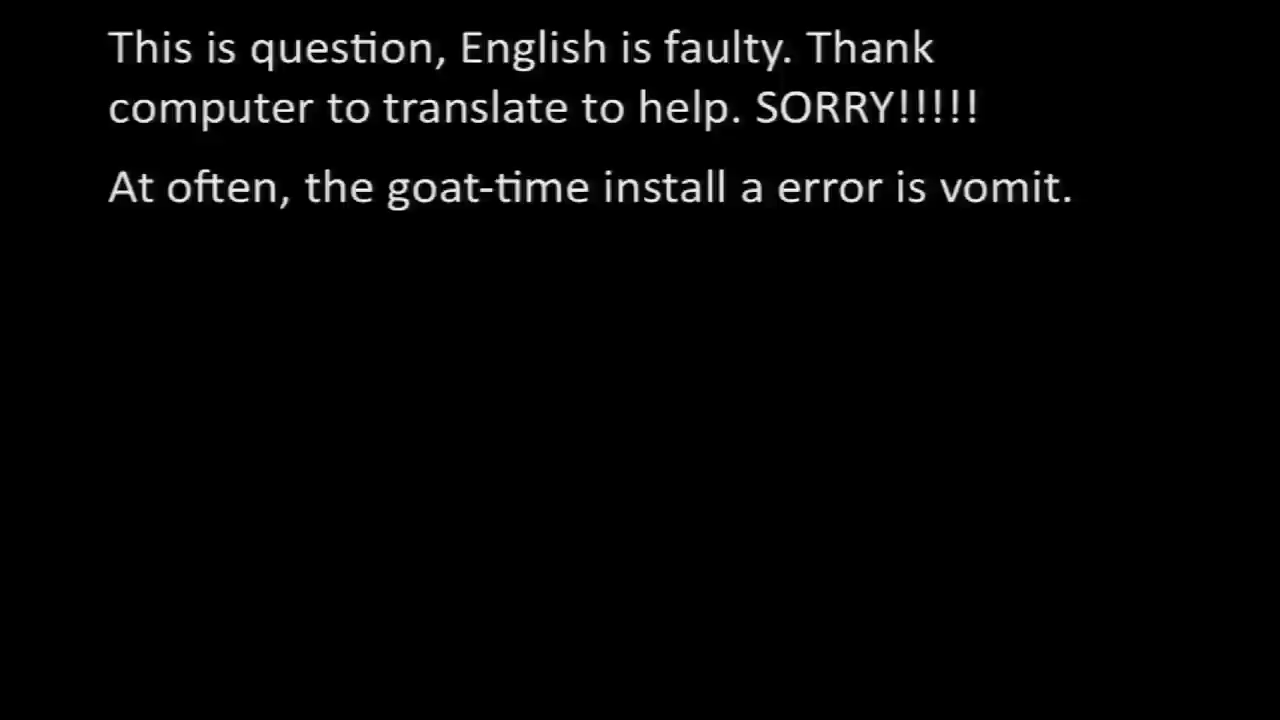 This is question, English is faulty. Thank
computer to translate to help. SORRY!!!!!
At often, the goat-time install a error is vomit.